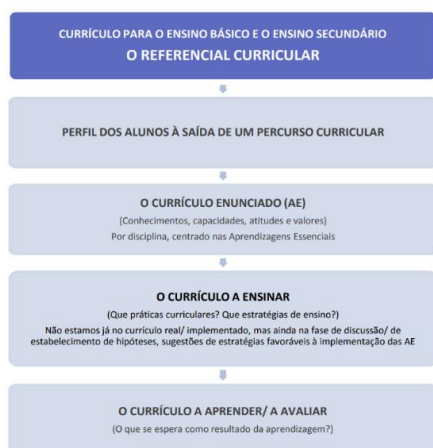 CURRÍCULO PARA O ENSINO BÁSICO E O ENSINO SECUNDÁRIO
O REFERENCIAL CURRICULAR
PERFIL DOS ALUNOS À SAÍDA DE UM PERCURSO CURRICULAR
O CURRÍCULO ENUNCIADO (AE)
(Conhecimentos, capacidades, atitudes e valores)
Por disciplina, centrado nas Aprendizagens Essenciais
O CURRÍCULO A ENSINAR
(Que práticas curriculares? Que estratégias de ensino?)
Não estamos já no currículo real/ implementado, mas ainda na fase de discussão/ de
estabelecimento de hipóteses, sugestões de estratégias favoráveis à implementação das AE
O CURRÍCULO A APRENDER/ A AVALIAR
(O que se espera como resultado da aprendizagem?)